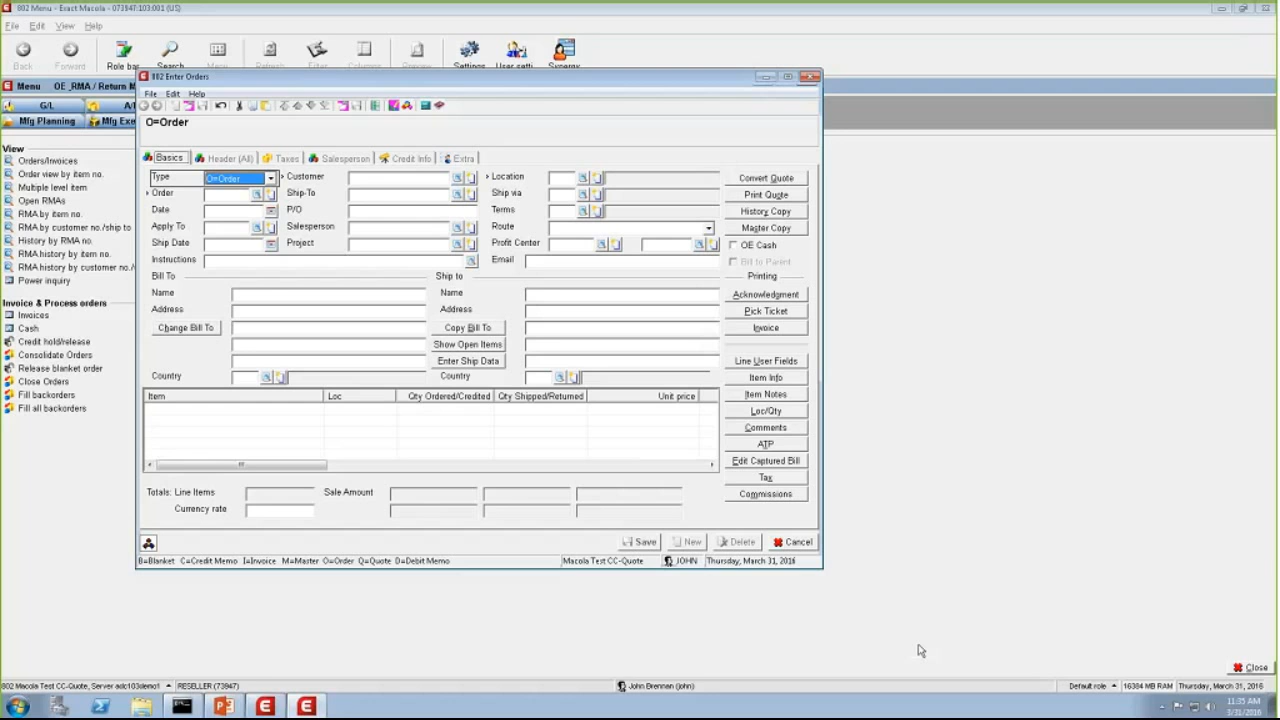 802 Menu - Exact Macola - 073947:103:001 (US)
File Edit View Help
Back Forward Role bar Search Menu Refresh Filter Columns Preview Settings User setti Synergy
Menu OE_RMA / Return M
G/L A/
Mfg Planning Mfg Exe
View
Orders/Invoices
Order view by item no.
Multiple level item
Open RMAs
RMA by item no.
RMA by customer no./ship to
History by RMA no.
RMA history by item no.
RMA history by customer no./
Power inquiry
Invoice & Process orders
Invoices
Cash
Credit hold/release
Consolidate Orders
Release blanket order
Close Orders
Fill backorders
Fill all backorders
802 Enter Orders
File Edit Help
O=Order
Basics Header (All) Taxes Salesperson Credit Info Extra
Type O=Order Customer Location Convert Quote
Order Ship-To Ship via Print Quote
Date P/O Terms History Copy
Apply To Salesperson Route Master Copy
Ship Date Project Profit Center OE Cash
Instructions Email Bill to Parent
Bill To Ship to Printing
Name Name Acknowledgment
Address Address Pick Ticket
Change Bill To Copy Bill To Invoice
Show Open Items
Enter Ship Data Line User Fields
Country Country Item Info
Item Loc Qty Ordered/Credited Qty Shipped/Returned Unit price Item Notes
Loc/Qty
Comments
ATP
Edit Captured Bill
Tax
Totals: Line Items Sale Amount Commissions
Currency rate
Save New Delete Cancel
B=Blanket C=Credit Memo I=Invoice M=Master O=Order Q=Quote D=Debit Memo Macola Test CC-Quote JOHN Thursday, March 31, 2016
Close
802 Macola Test CC-Quote, Server adc103demo1 RESELLER (73947) John Brennan (john) Default role 16384 MB RAM Thursday, March 31, 2016
11:35 AM
3/31/2016